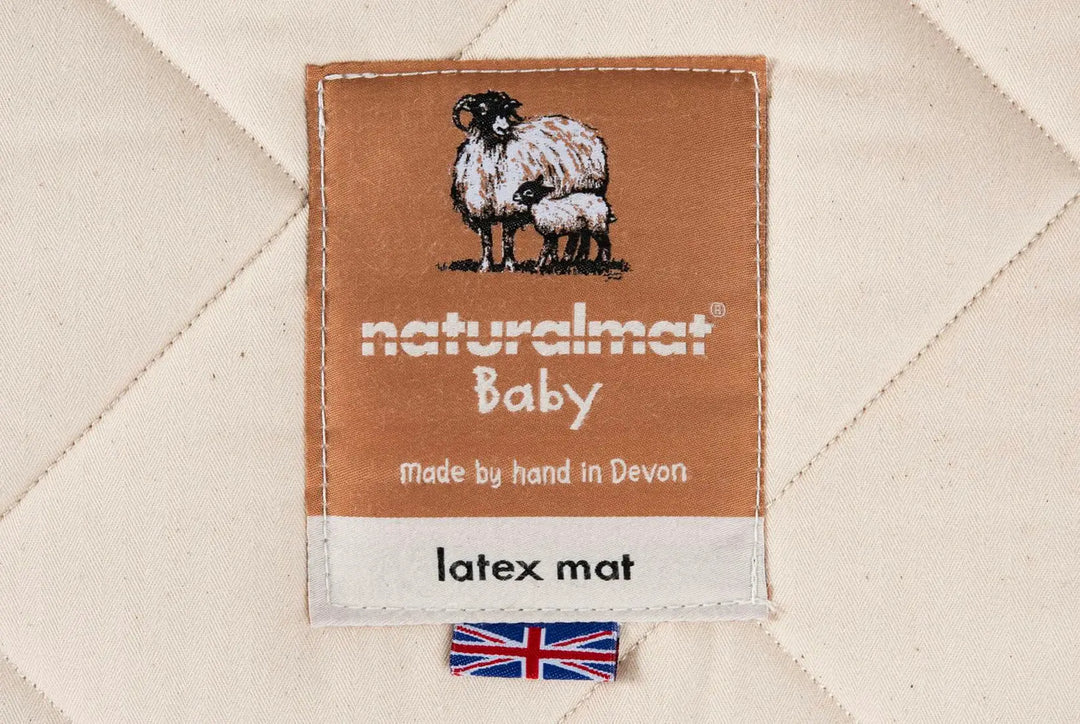 naturalmat®
Baby
made by hand in Devon
latex mat